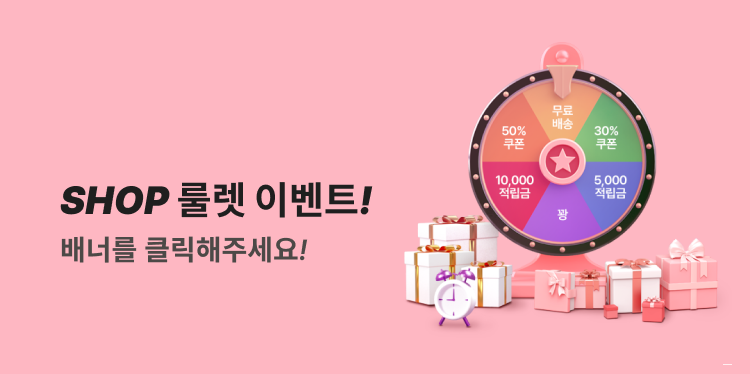 SHOP 룰렛 이벤트!
배너를 클릭해주세요!
무료
배송
50%
쿠폰
30%
쿠폰
10,000
적립금
5,000
적립금
꽝